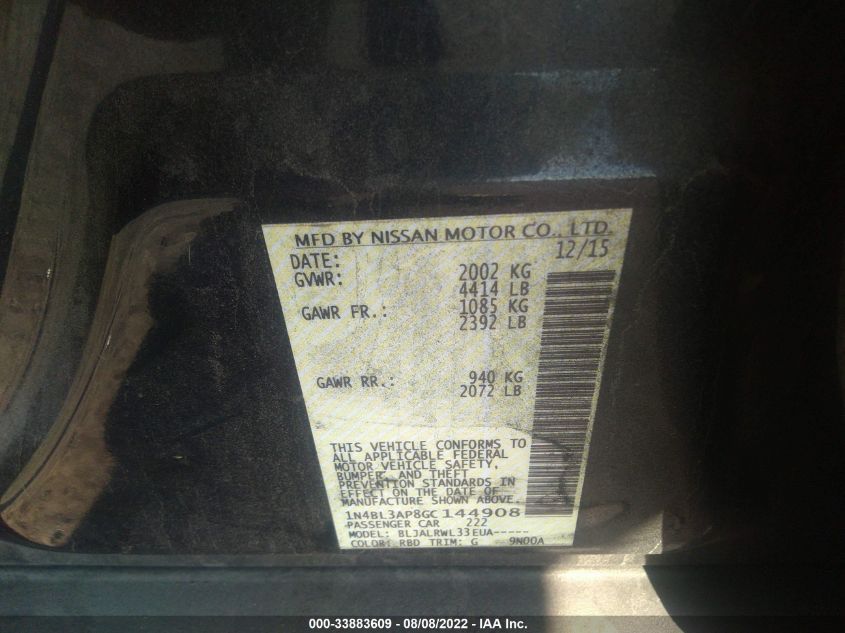 MFD BY NISSAN MOTOR CO., LTD.
DATE: 12/15
GVWR: 2002 KG
4414 LB
GAWR FR.: 1085 KG
2392 LB
GAWR RR.: 940 KG
2072 LB
THIS VEHICLE CONFORMS TO
ALL APPLICABLE FEDERAL
MOTOR VEHICLE SAFETY,
BUMPER, AND THEFT
PREVENTION STANDARDS IN
EFFECT ON THE DATE OF
MANUFACTURE SHOWN ABOVE.
1N4BL3AP8GC144908
PASSENGER CAR 222
MODEL: BLJALRWL33EUA-----
COLOR: RBD TRIM: G 9N00A
000-33883609 - 08/08/2022 - IAA Inc.